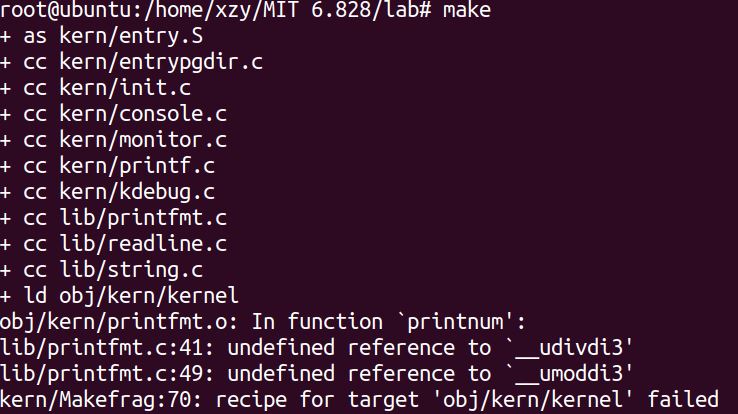 root@ubuntu:/home/xzy/MIT 6.828/lab# make
+ as kern/entry.S
+ cc kern/entrypgdir.c
+ cc kern/init.c
+ cc kern/console.c
+ cc kern/monitor.c
+ cc kern/printf.c
+ cc kern/kdebug.c
+ cc lib/printfmt.c
+ cc lib/readline.c
+ cc lib/string.c
+ ld obj/kern/kernel
obj/kern/printfmt.o: In function `printnum':
lib/printfmt.c:41: undefined reference to `__udivdi3'
lib/printfmt.c:49: undefined reference to `__umoddi3'
kern/Makefrag:70: recipe for target 'obj/kern/kernel' failed